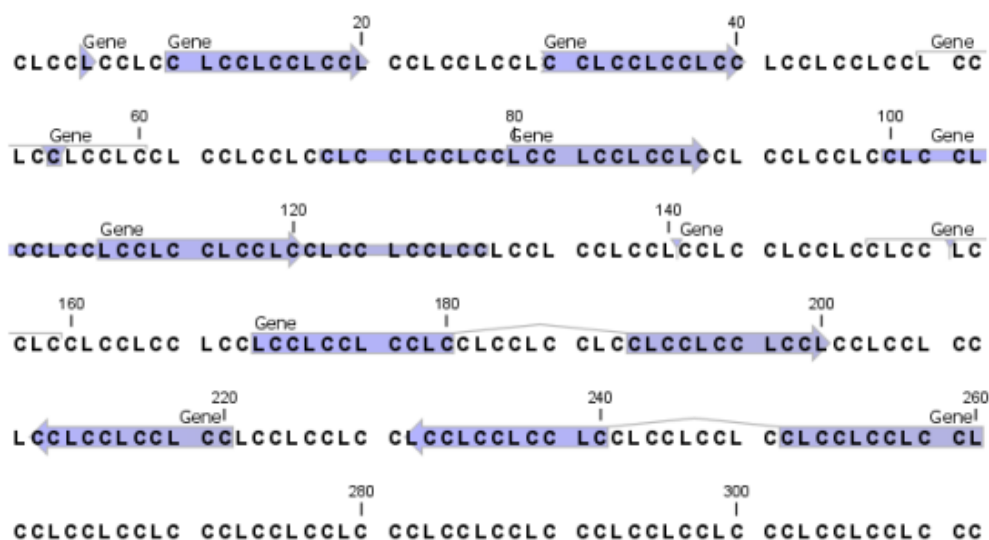 20 40
Gene Gene Gene Gene
CLCCLCCLCC LCCLCCLCCL CCLCCLCCLC CLCCLCCLCC LCCLCCLCCL CC
60 80 100
Gene Gene Gene
LCCLCCLCCL CCLCCLCCLC CLCCLCCLCC LCCLCCLCCL CCLCCLCCLC CL
120 140
Gene Gene Gene
CCLCCLCCLC CLCCLCCLCC LCCLCCLCCL CCLCCLCCLC CLCCLCCLCC LC
160 180 200
Gene
CLCCLCCLCC LCCLCCLCCL CCLCCLCCLC CLCCLCCLCC LCCLCCLCCL CC
220 240 260
Gene Gene
LCCLCCLCCL CCLCCLCCLC CLCCLCCLCC LCCLCCLCCL CCLCCLCCLC CL
280 300
CCLCCLCCLC CCLCCLCCLC CCLCCLCCLC CCLCCLCCLC CCLCCLCCLC CC